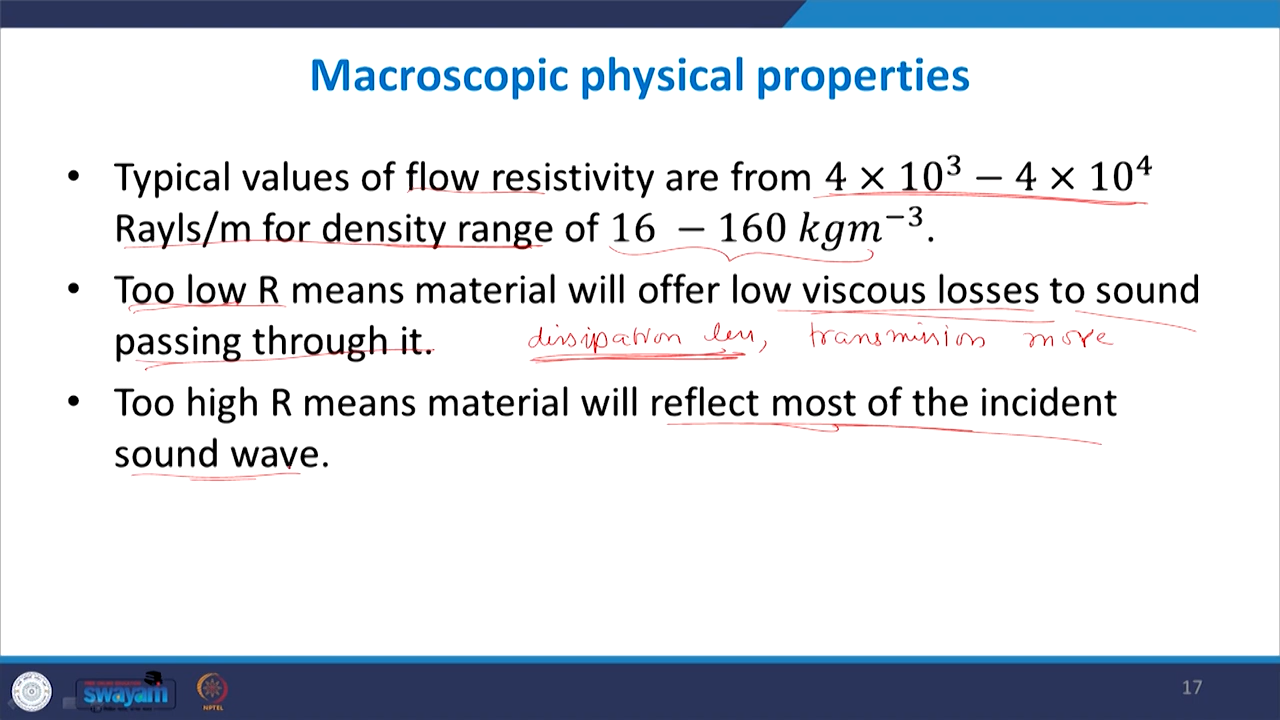 Macroscopic physical properties
• Typical values of flow resistivity are from 4 × 10³ − 4 × 10⁴
Rayls/m for density range of 16 − 160 kgm⁻³.
• Too low R means material will offer low viscous losses to sound
passing through it. dissipation less, transmission more
• Too high R means material will reflect most of the incident
sound wave.
swayam
NPTEL
17